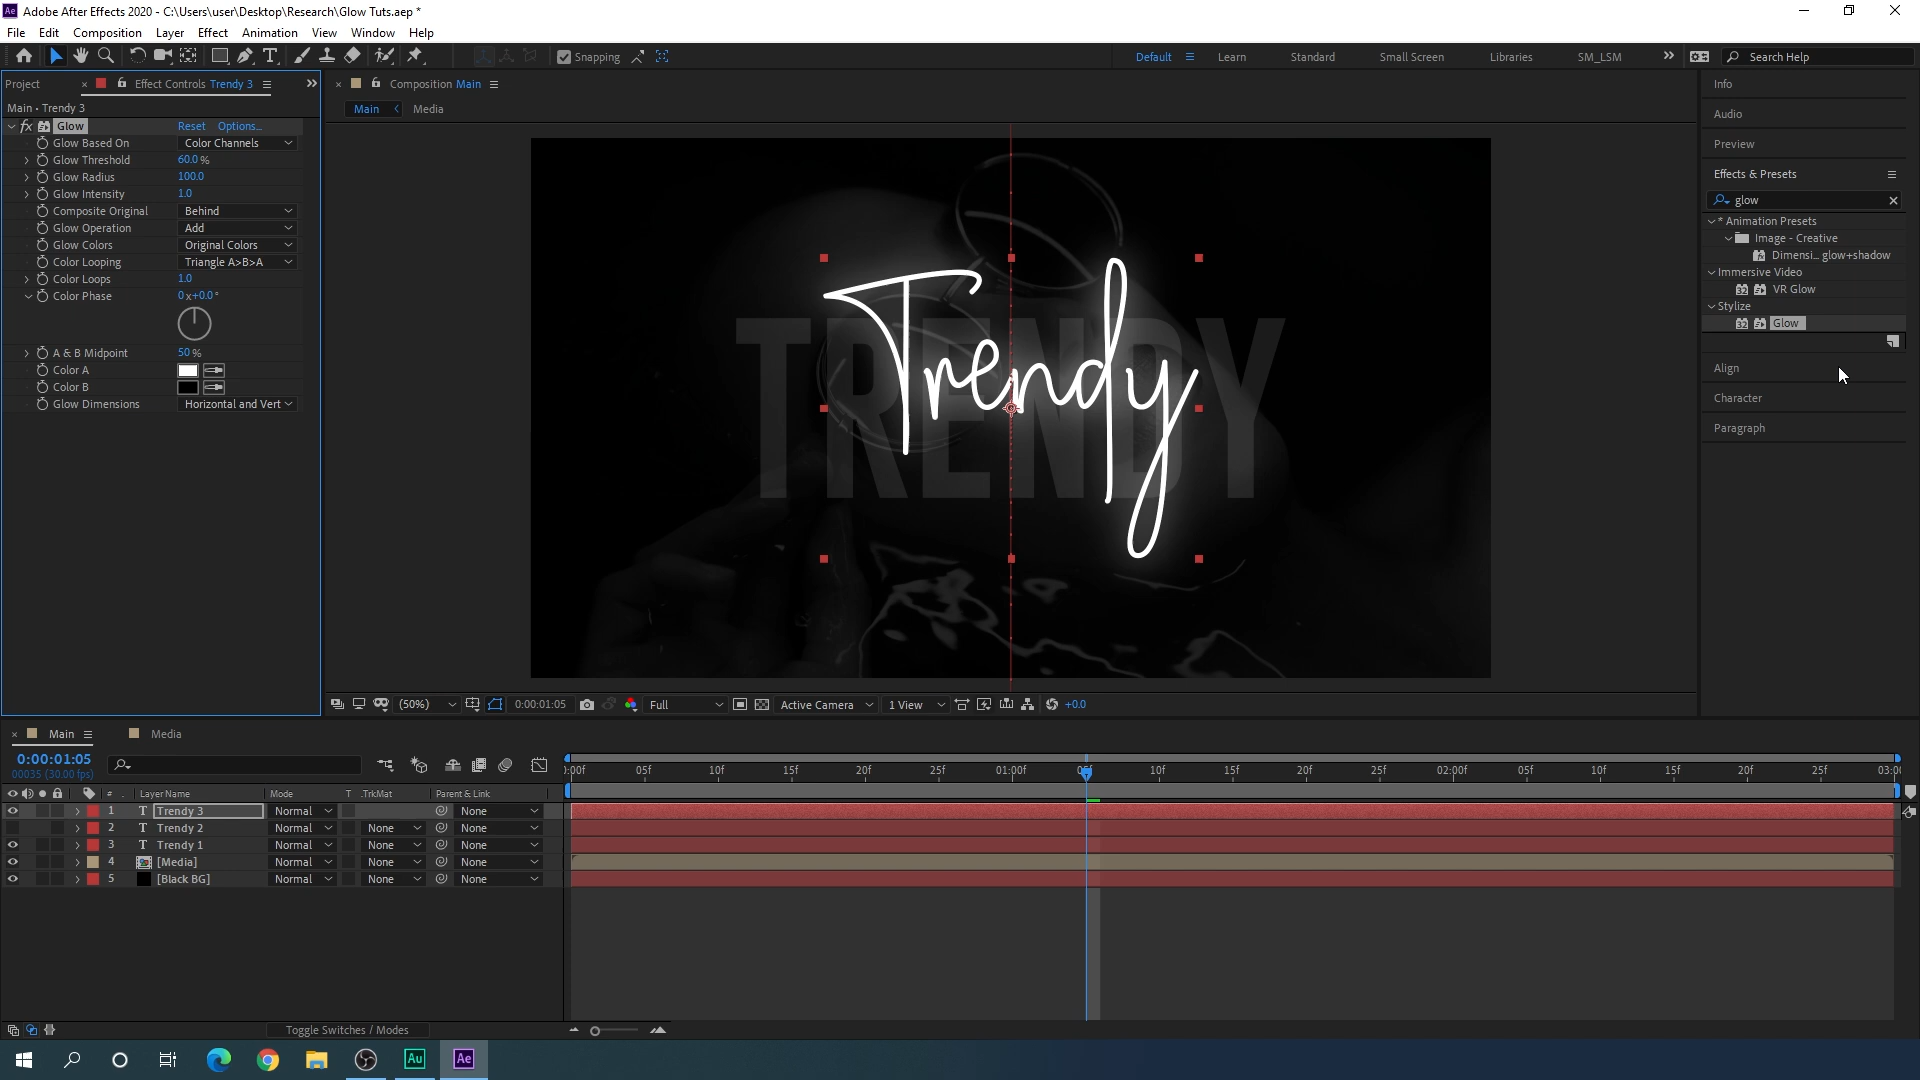 Adobe After Effects 2020 - C:\Users\user\Desktop\Research\Glow Tuts.aep *
File Edit Composition Layer Effect Animation View Window Help
Snapping
Default Learn Standard Small Screen Libraries SM_LSM Search Help
Project Effect Controls Trendy 3
Main • Trendy 3
fx Glow Reset Options...
Glow Based On Color Channels
Glow Threshold 60.0 %
Glow Radius 100.0
Glow Intensity 1.0
Composite Original Behind
Glow Operation Add
Glow Colors Original Colors
Color Looping Triangle A>B>A
Color Loops 1.0
Color Phase 0x+0.0°
A & B Midpoint 50 %
Color A
Color B
Glow Dimensions Horizontal and Vert
Composition Main
Main Media
TRENDY
Trendy
(50%) 0:00:01:05 Full Active Camera 1 View +0.0
Info
Audio
Preview
Effects & Presets
glow
* Animation Presets
Image - Creative
Dimensi... glow+shadow
Immersive Video
32 VR Glow
Stylize
32 Glow
Align
Character
Paragraph
Main Media
0:00:01:05
00035 (30.00 fps)
# Layer Name Mode T .TrkMat Parent & Link
1 T Trendy 3 Normal None
2 T Trendy 2 Normal None None
3 T Trendy 1 Normal None None
4 [Media] Normal None None
5 [Black BG] Normal None None
):00f 05f 10f 15f 20f 25f 01:00f 05f 10f 15f 20f 25f 02:00f 05f 10f 15f 20f 25f 03:00
Toggle Switches / Modes
Au Ae